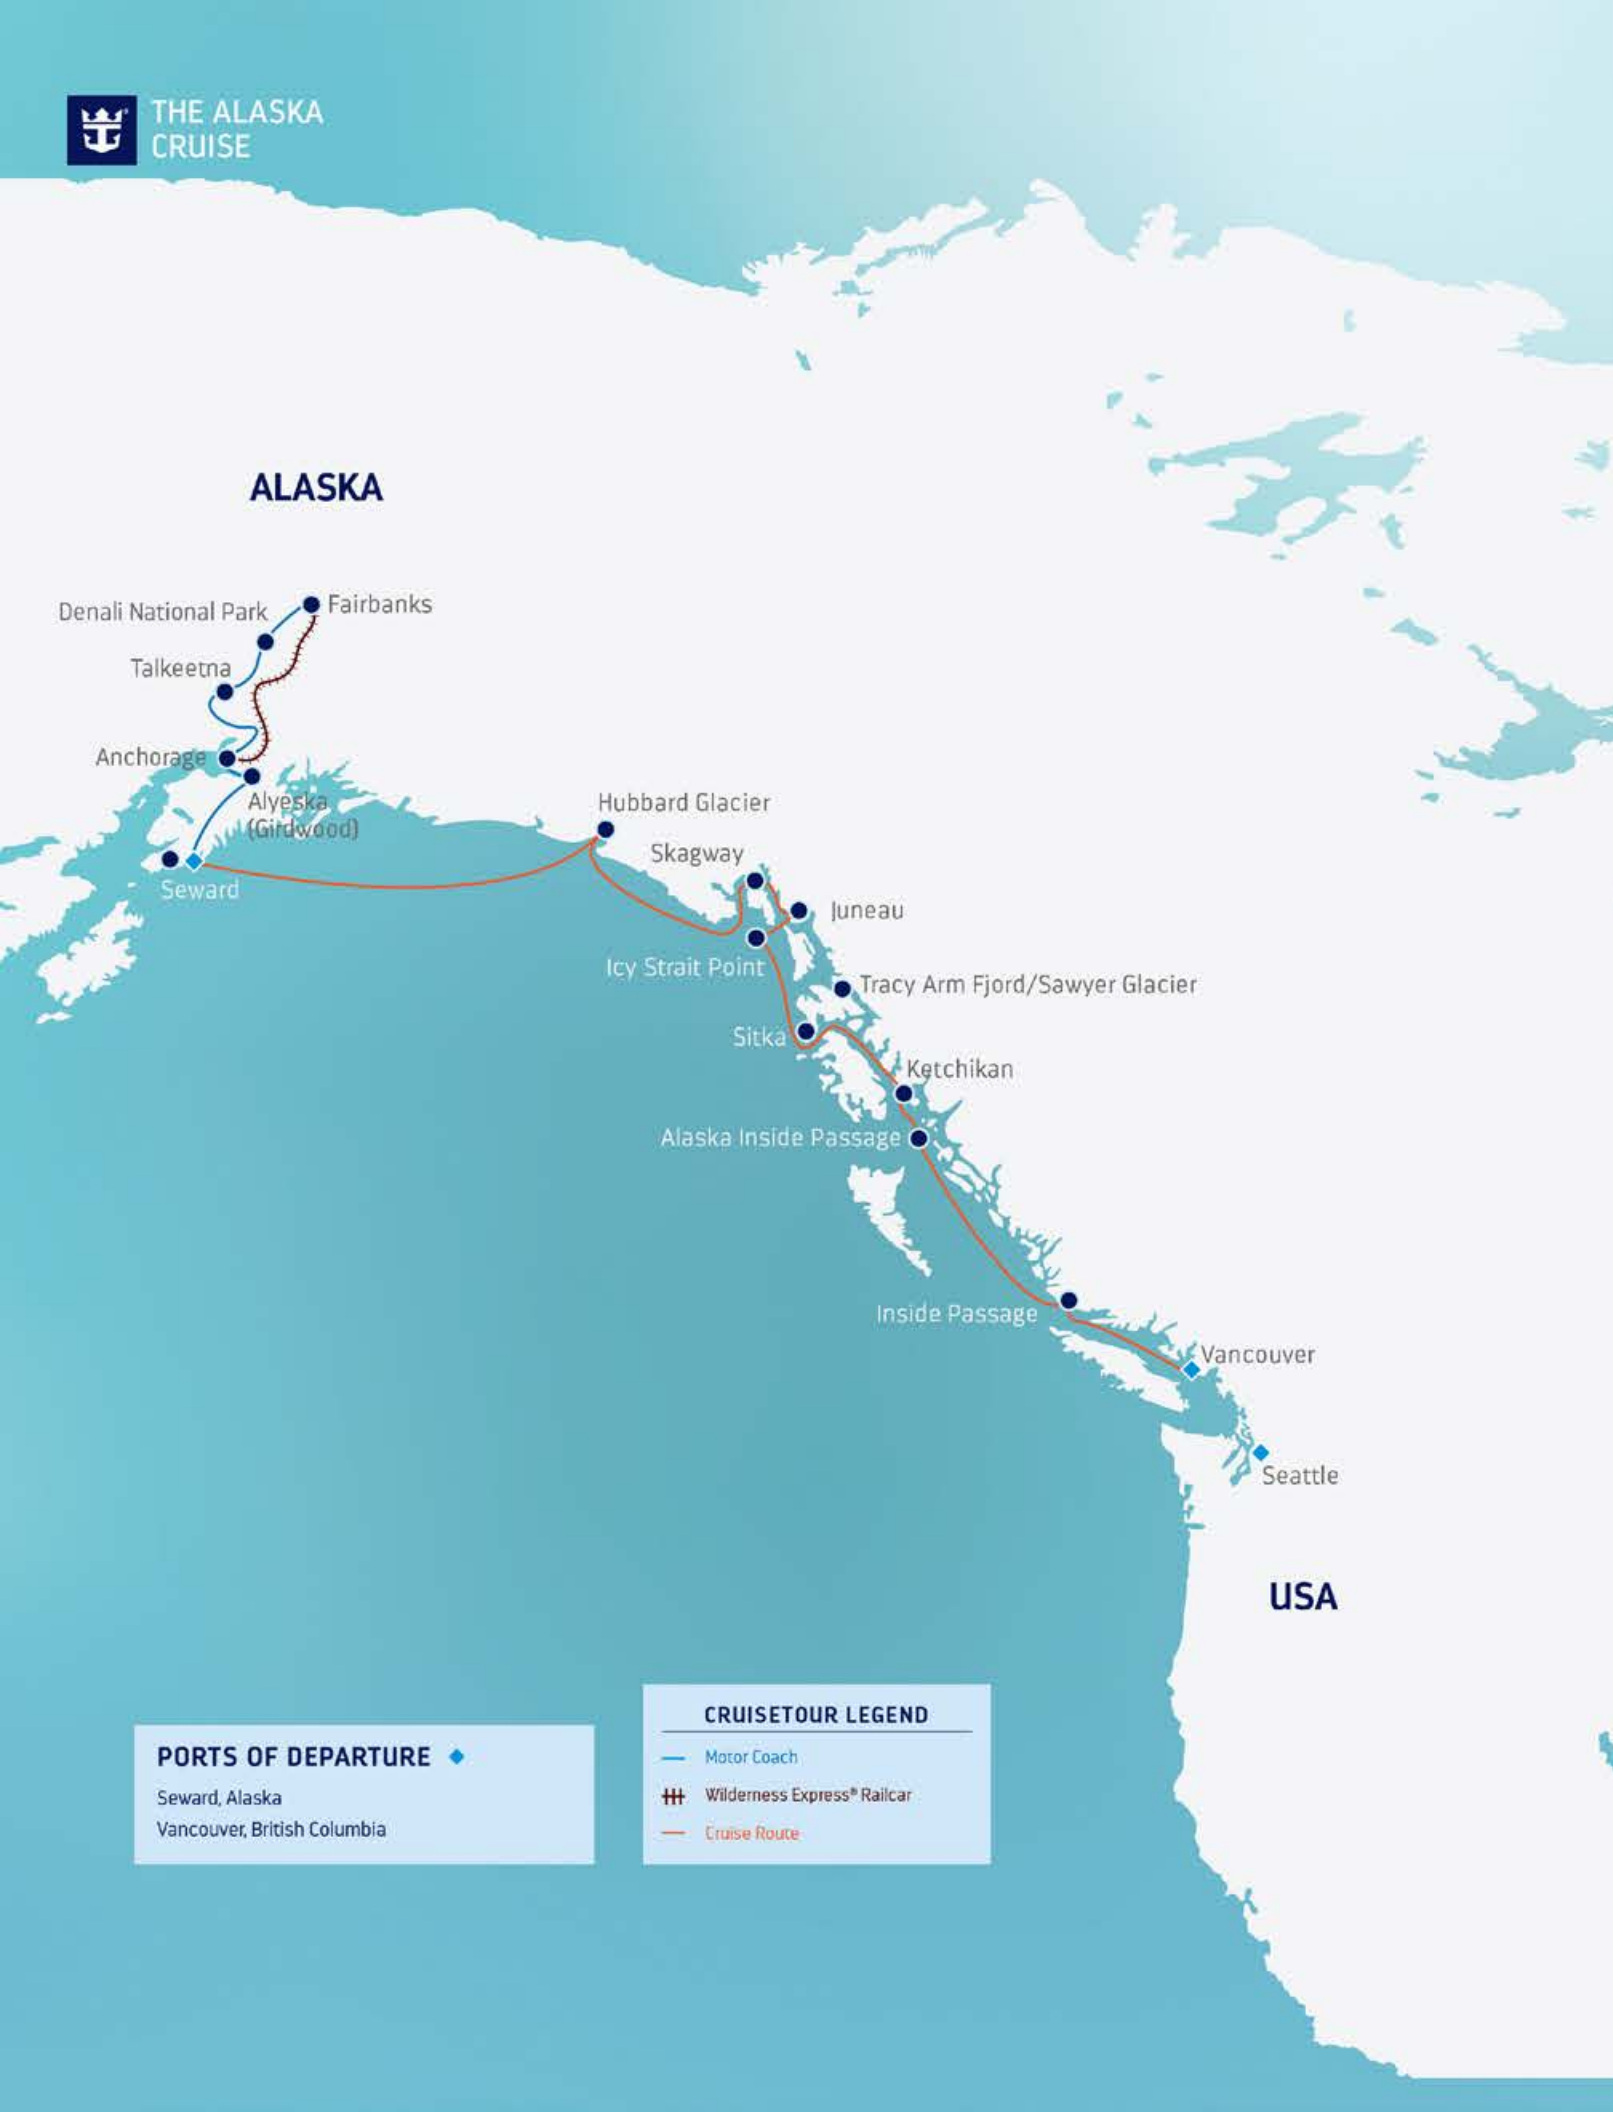 THE ALASKA
CRUISE
ALASKA
Denali National Park
Fairbanks
Talkeetna
Anchorage
Alyeska
(Girdwood)
Seward
Hubbard Glacier
Skagway
Juneau
Icy Strait Point
Tracy Arm Fjord/Sawyer Glacier
Sitka
Ketchikan
Alaska Inside Passage
Inside Passage
Vancouver
Seattle
USA
PORTS OF DEPARTURE
Seward, Alaska
Vancouver, British Columbia
CRUISETOUR LEGEND
Motor Coach
Wilderness Express® Railcar
Cruise Route